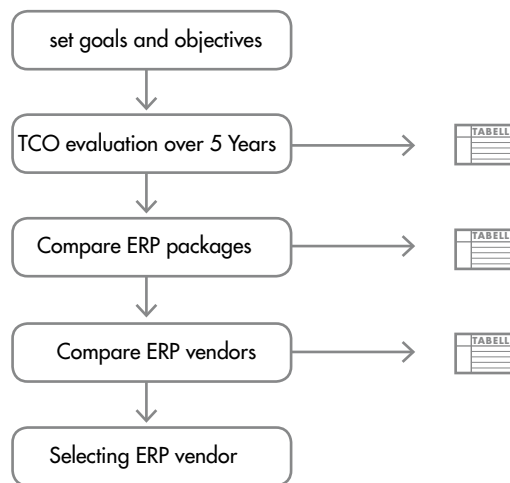 set goals and objectives
TCO evaluation over 5 Years
TABELL
Compare ERP packages
TABELL
Compare ERP vendors
TABELL
Selecting ERP vendor